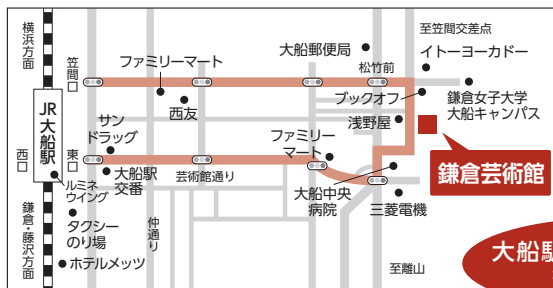 横浜方面
笠間口
JR大船駅
西口
東口
鎌倉・藤沢方面
ファミリーマート
西友
サン
ドラッグ
大船駅
交番
ルミネ
ウイング
タクシー
のり場
ホテルメッツ
芸術館通り
仲通り
大船郵便局
松竹前
至笠間交差点
イトーヨーカドー
ブックオフ
鎌倉女子大学
大船キャンパス
浅野屋
ファミリー
マート
鎌倉芸術館
大船中央
病院
三菱電機
至離山
大船駅